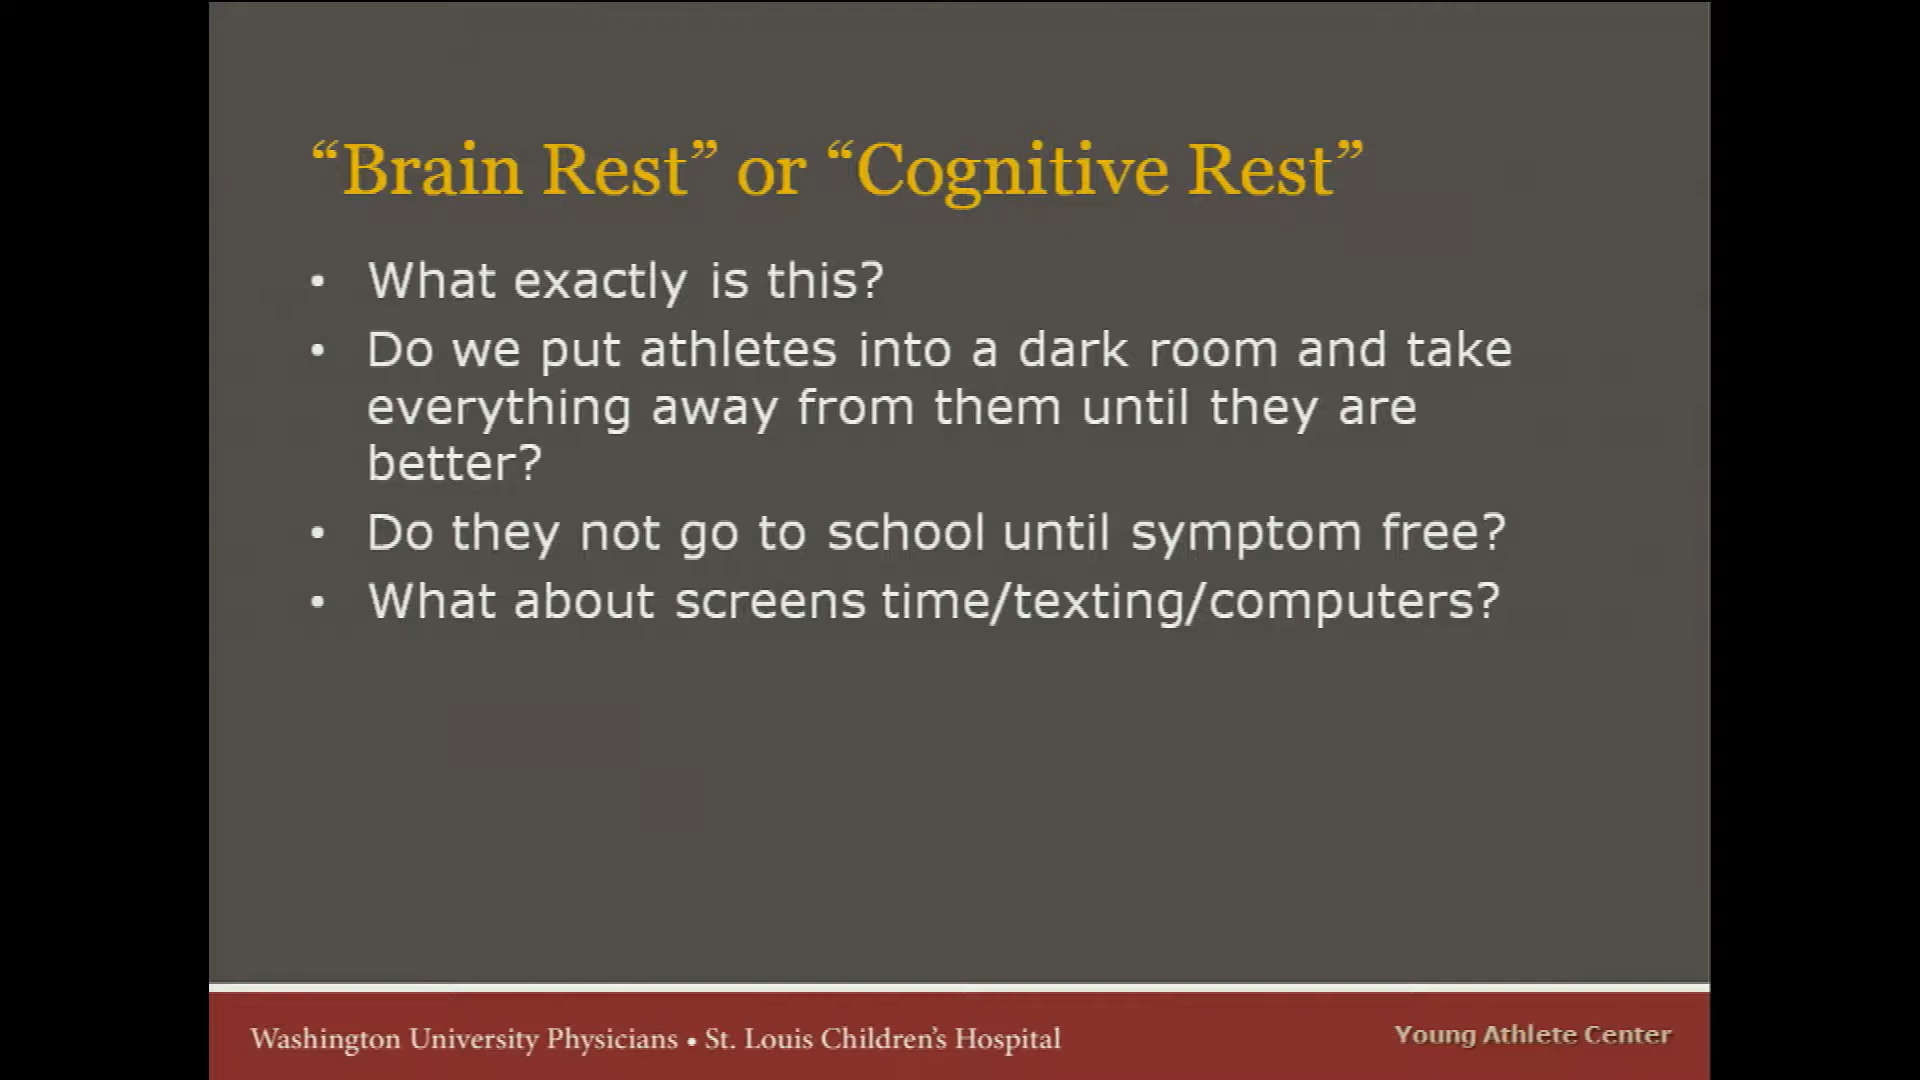 “Brain Rest” or “Cognitive Rest”
• What exactly is this?
• Do we put athletes into a dark room and take
everything away from them until they are
better?
• Do they not go to school until symptom free?
• What about screens time/texting/computers?
Washington University Physicians • St. Louis Children’s Hospital
Young Athlete Center